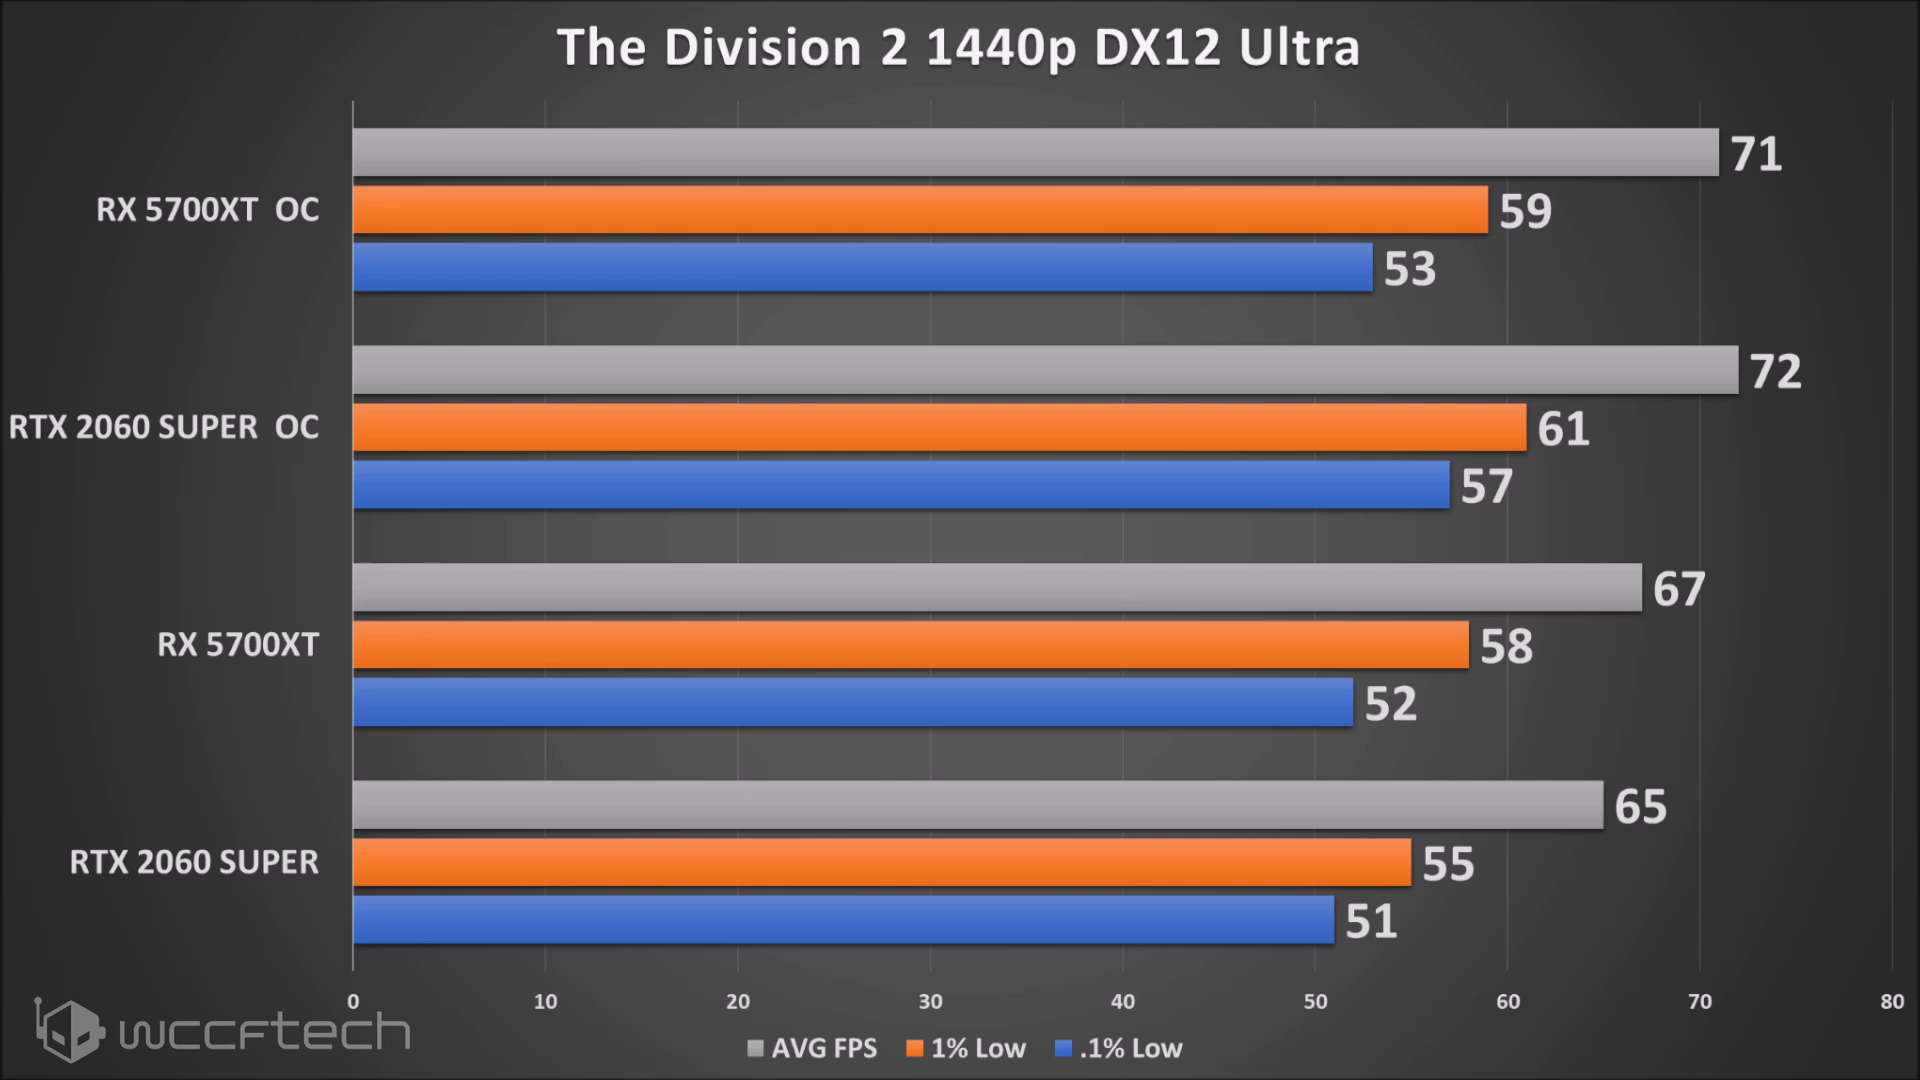 The Division 2 1440p DX12 Ultra
RX 5700XT OC
71
59
53
RTX 2060 SUPER OC
72
61
57
RX 5700XT
67
58
52
RTX 2060 SUPER
65
55
51
0 10 20 30 40 50 60 70 80
AVG FPS 1% Low .1% Low
wccftech